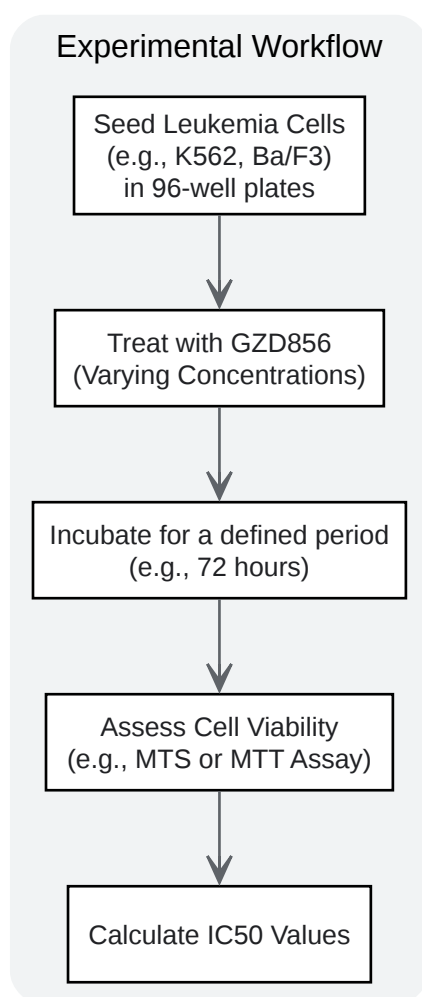 Experimental Workflow
Seed Leukemia Cells
(e.g., K562, Ba/F3)
in 96-well plates
Treat with GZD856
(Varying Concentrations)
Incubate for a defined period
(e.g., 72 hours)
Assess Cell Viability
(e.g., MTS or MTT Assay)
Calculate IC50 Values